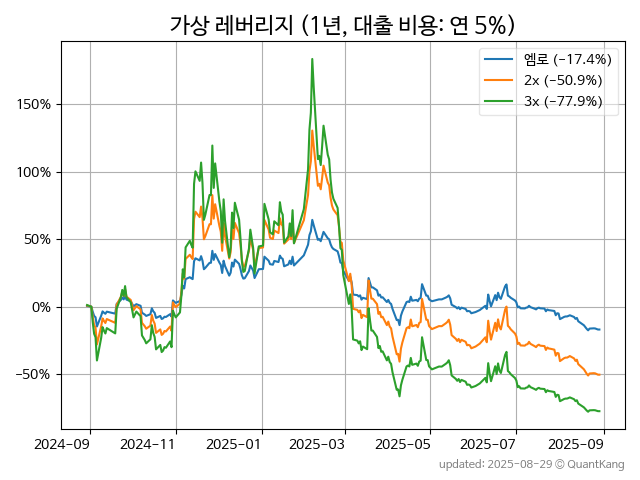 가상 레버리지 (1년, 대출 비용: 연 5%)
엠로 (-17.4%)
2x (-50.9%)
3x (-77.9%)
150%
100%
50%
0%
-50%
2024-09
2024-11
2025-01
2025-03
2025-05
2025-07
2025-09
updated: 2025-08-29 © QuantKang